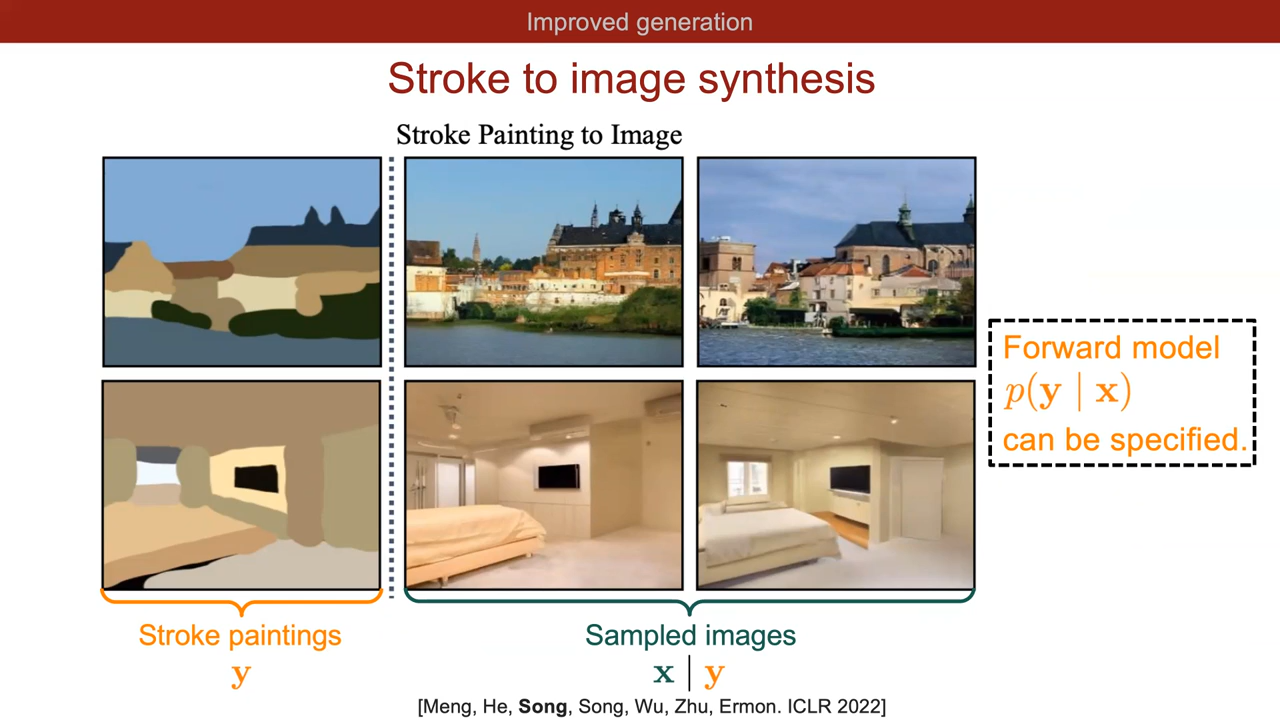 Improved generation
Stroke to image synthesis
Stroke Painting to Image
Forward model
p(y | x)
can be specified.
Stroke paintings
y
Sampled images
x | y
[Meng, He, Song, Song, Wu, Zhu, Ermon. ICLR 2022]